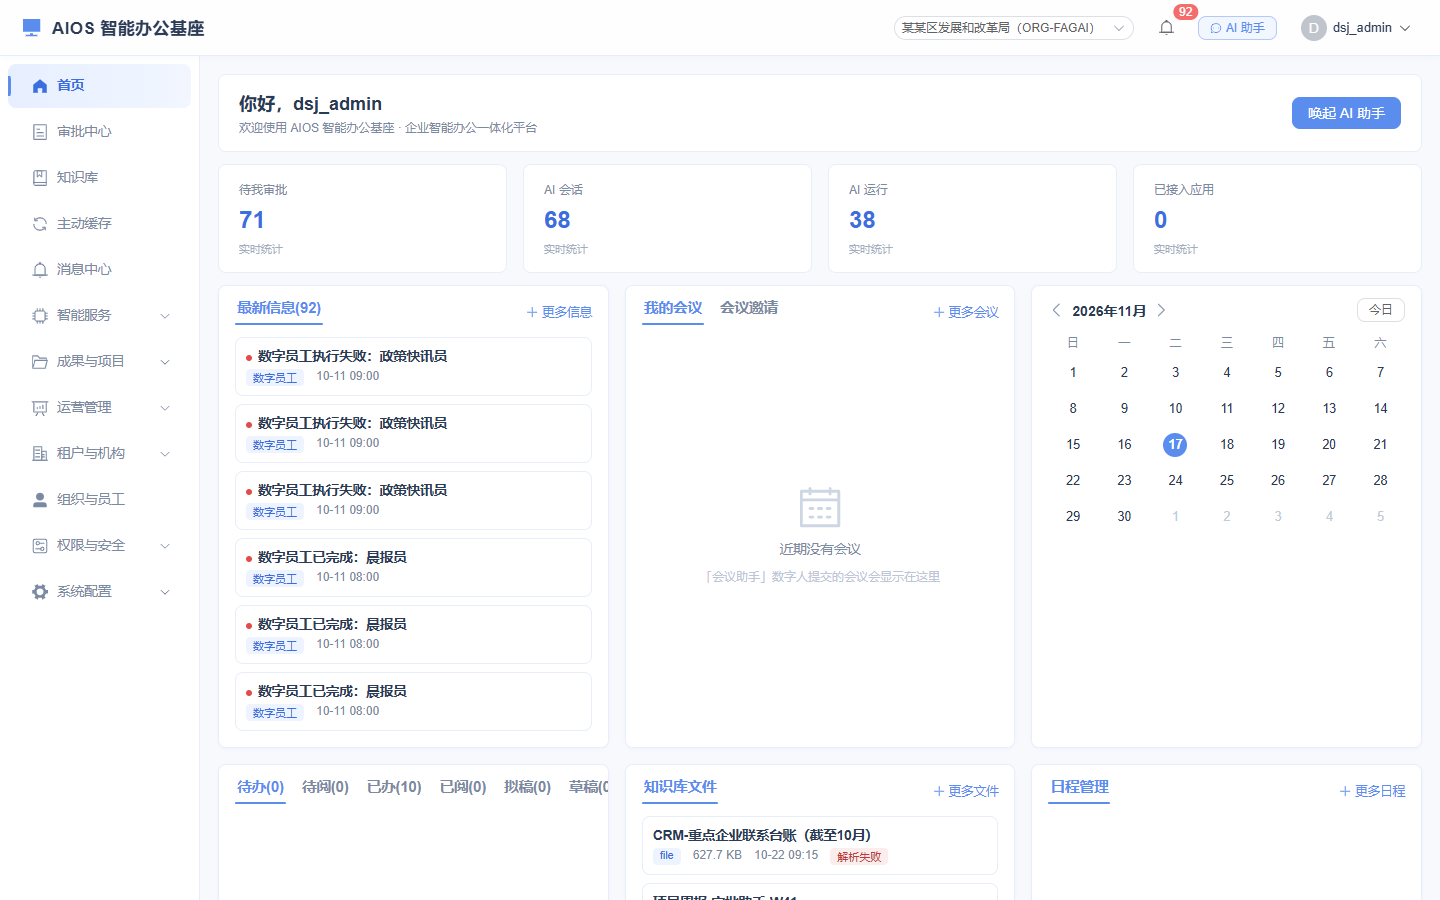 AIOS 智能办公基座
某某区发展和改革局（ORG-FAGAI）
92
AI 助手
D
dsj_admin
首页
审批中心
知识库
主动缓存
消息中心
智能服务
成果与项目
运营管理
租户与机构
组织与员工
权限与安全
系统配置
你好，dsj_admin
欢迎使用 AIOS 智能办公基座 · 企业智能办公一体化平台
唤起 AI 助手
待我审批
71
实时统计
AI 会话
68
实时统计
AI 运行
38
实时统计
已接入应用
0
实时统计
最新信息(92)
更多信息
数字员工执行失败：政策快讯员
数字员工 10-11 09:00
数字员工执行失败：政策快讯员
数字员工 10-11 09:00
数字员工执行失败：政策快讯员
数字员工 10-11 09:00
数字员工已完成：晨报员
数字员工 10-11 08:00
数字员工已完成：晨报员
数字员工 10-11 08:00
数字员工已完成：晨报员
数字员工 10-11 08:00
我的会议 会议邀请
更多会议
近期没有会议
「会议助手」数字人提交的会议会显示在这里
2026年11月
今日
日 一 二 三 四 五 六
1 2 3 4 5 6 7
8 9 10 11 12 13 14
15 16 17 18 19 20 21
22 23 24 25 26 27 28
29 30 1 2 3 4 5
待办(0) 待阅(0) 已办(10) 已阅(0) 拟稿(0) 草稿(0
知识库文件
更多文件
CRM-重点企业联系台账（截至10月）
file 627.7 KB 10-22 09:15 解析失败
日程管理
更多日程